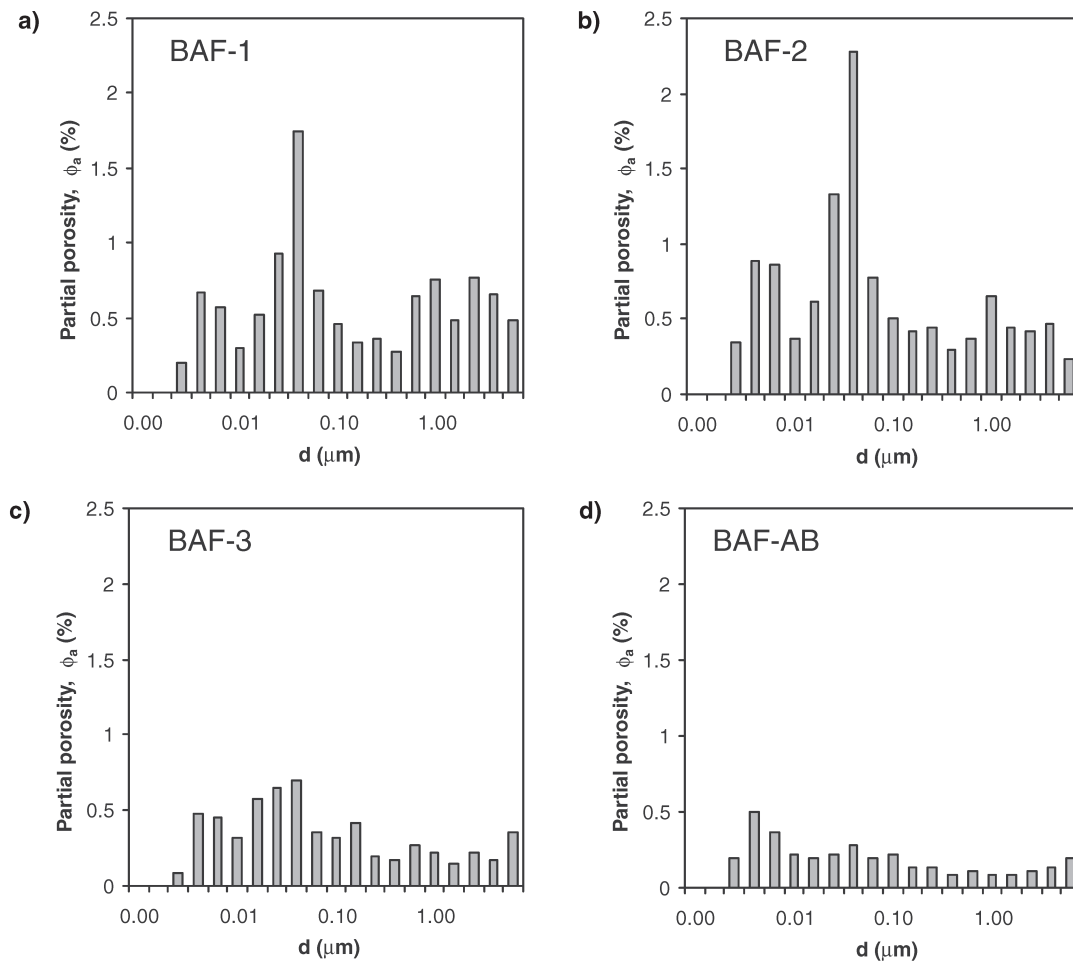 a)
BAF-1
Partial porosity, ϕa (%)
2.5
2
1.5
1
0.5
0
0.00 0.01 0.10 1.00
d (μm)
b)
BAF-2
Partial porosity, ϕa (%)
2.5
2
1.5
1
0.5
0
0.00 0.01 0.10 1.00
d (μm)
c)
BAF-3
Partial porosity, ϕa (%)
2.5
2
1.5
1
0.5
0
0.00 0.01 0.10 1.00
d (μm)
d)
BAF-AB
Partial porosity, ϕa (%)
2.5
2
1.5
1
0.5
0
0.00 0.01 0.10 1.00
d (μm)